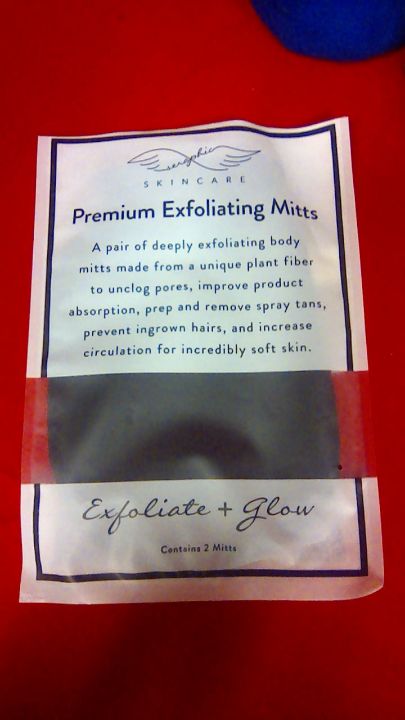 seraphic
SKINCARE
Premium Exfoliating Mitts
A pair of deeply exfoliating body
mitts made from a unique plant fiber
to unclog pores, improve product
absorption, prep and remove spray tans,
prevent ingrown hairs, and increase
circulation for incredibly soft skin.
Exfoliate + Glow
Contains 2 Mitts